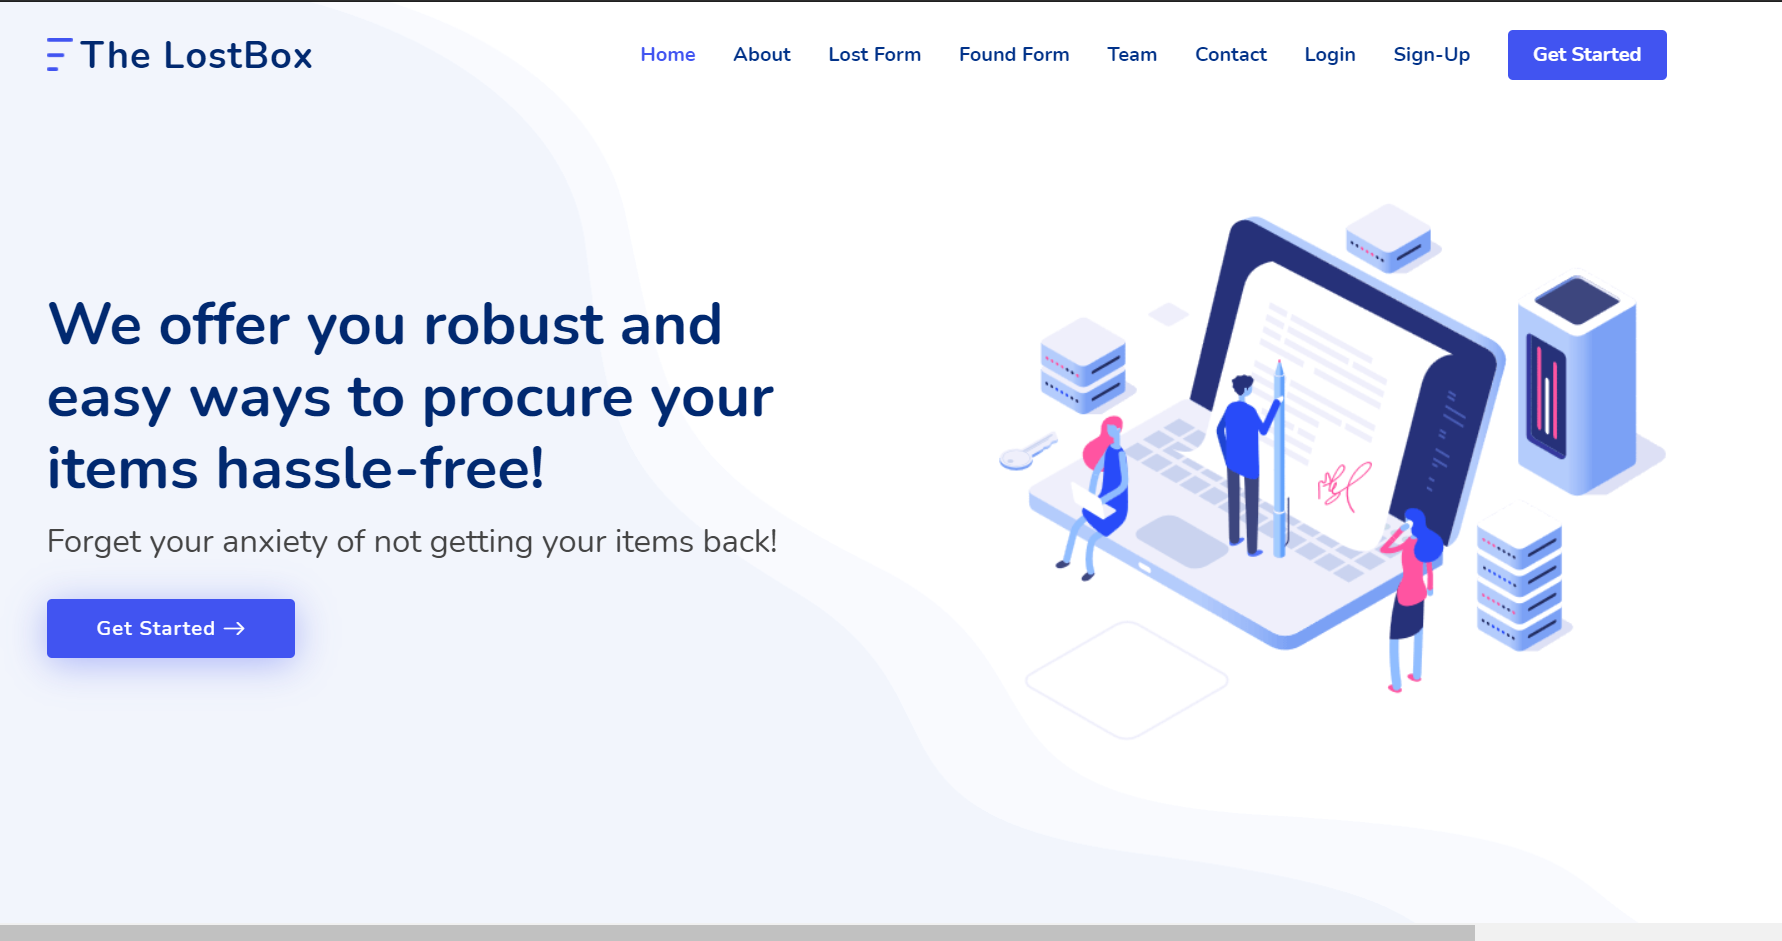 The LostBox
Home About Lost Form Found Form Team Contact Login Sign-Up Get Started
We offer you robust and
easy ways to procure your
items hassle-free!
Forget your anxiety of not getting your items back!
Get Started →